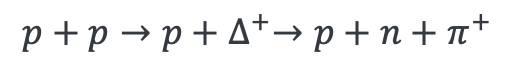 p + p → p + Δ⁺→ p + n + π⁺